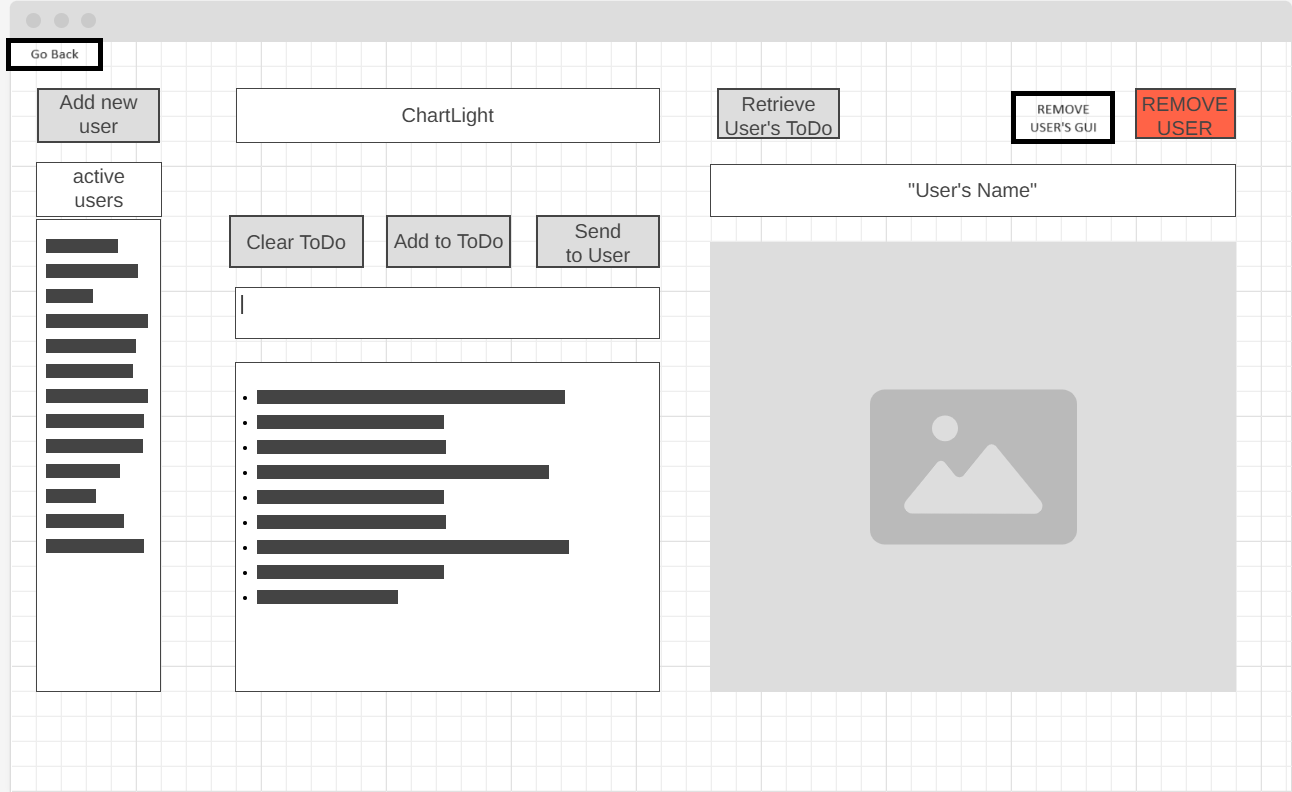 Go Back
Add new
user
ChartLight
Retrieve
User's ToDo
REMOVE
USER'S GUI
REMOVE
USER
active
users
"User's Name"
Clear ToDo
Add to ToDo
Send
to User